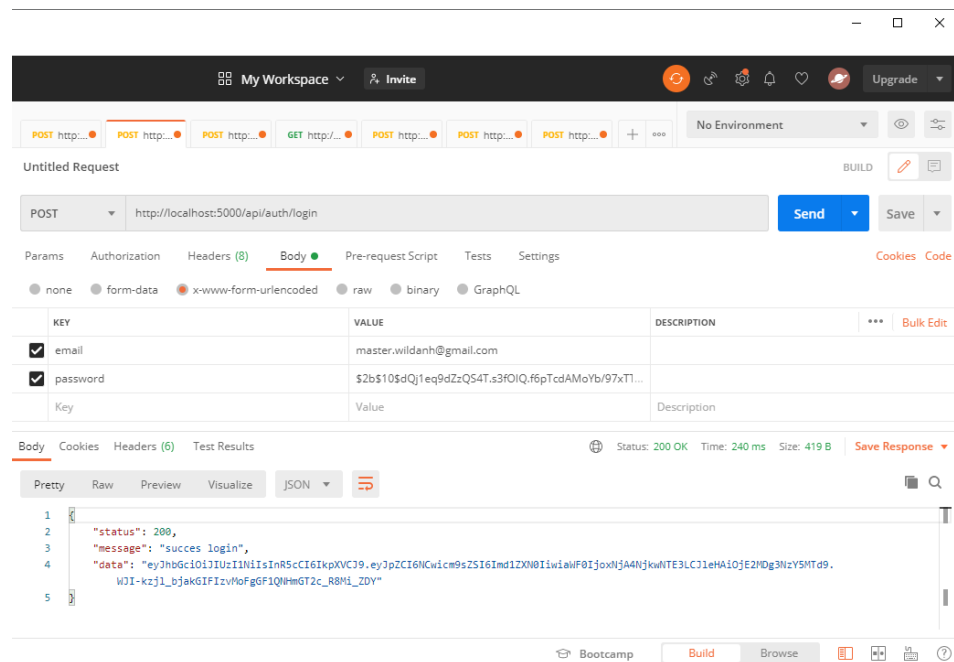 My Workspace Invite Upgrade
POST http:... POST http:... POST http:... GET http:/... POST http:... POST http:... POST http:... No Environment
Untitled Request BUILD
POST http://localhost:5000/api/auth/login Send Save
Params Authorization Headers (8) Body Pre-request Script Tests Settings Cookies Code
none form-data x-www-form-urlencoded raw binary GraphQL
KEY VALUE DESCRIPTION Bulk Edit
email master.wildanh@gmail.com
password $2b$10$dQj1eq9dZzQS4T.s3fOIQ.f6pTcdAMoYb/97xT1...
Key Value Description
Body Cookies Headers (6) Test Results Status: 200 OK Time: 240 ms Size: 419 B Save Response
Pretty Raw Preview Visualize JSON
1 {
2 "status": 200,
3 "message": "succes login",
4 "data": "eyJhbGciOiJIUzI1NiIsInR5cCI6IkpXVCJ9.eyJpZCI6NCwicm9sZSI6Imd1ZXN0IiwiaWF0IjoxNjA4NjkwNTE3LCJleHAiOjE2MDg3NzY5MTd9.
WJI-kzjl_bjakGIFIzvMoFgGF1QNHmGT2c_R8Mi_ZDY"
5 }
Bootcamp Build Browse